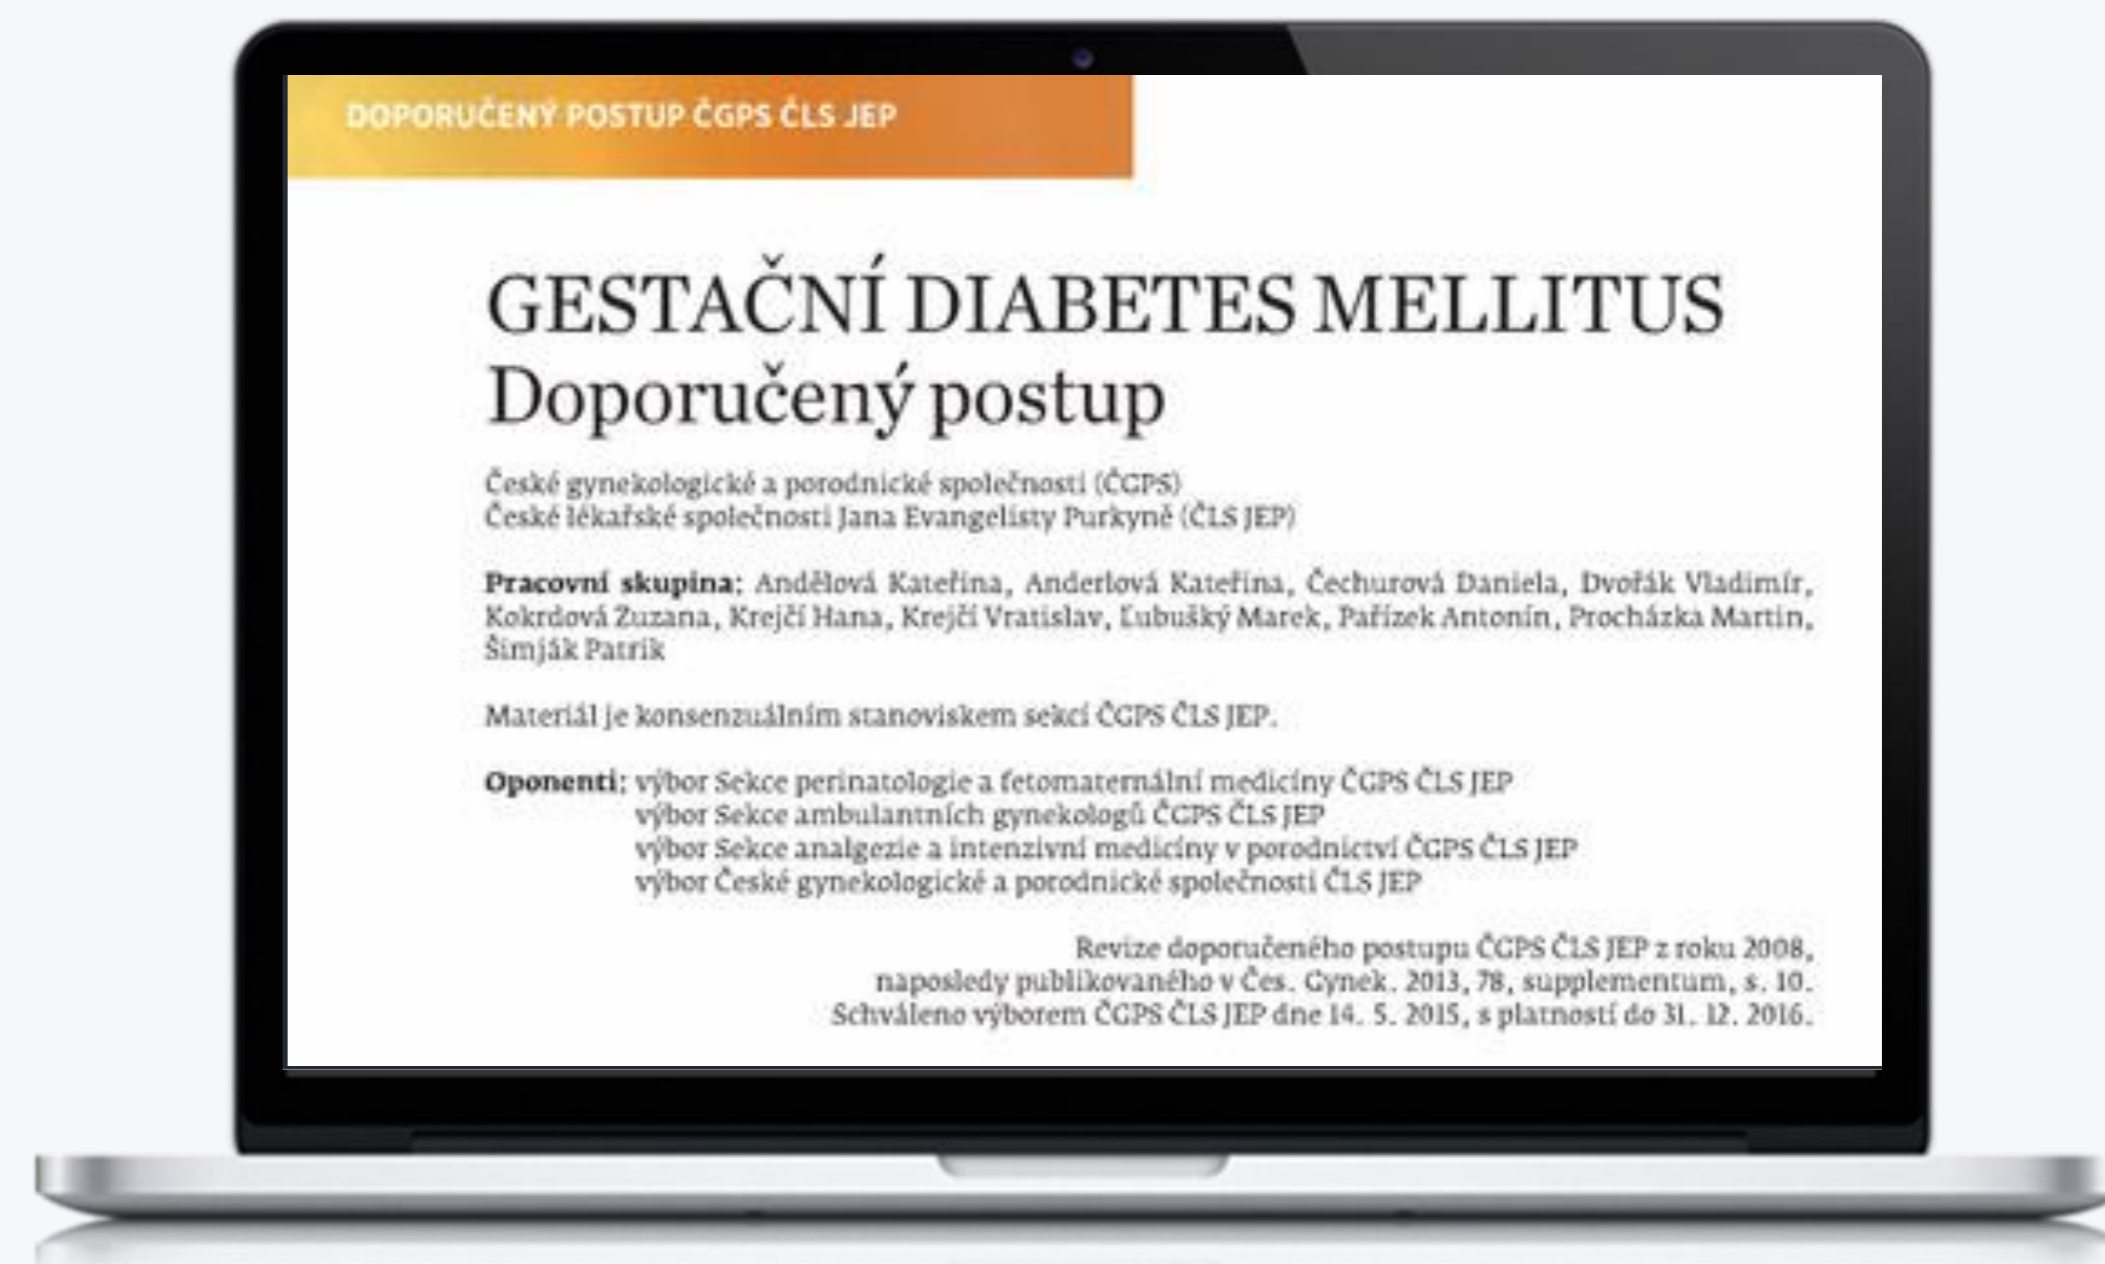 DOPORUČENÝ POSTUP ČGPS ČLS JEP
GESTAČNÍ DIABETES MELLITUS
Doporučený postup
České gynekologické a porodnické společnosti (ČGPS)
České lékařské společnosti Jana Evangelisty Purkyně (ČLS JEP)
Pracovní skupina: Andělová Kateřina, Anderlová Kateřina, Čechurová Daniela, Dvořák Vladimír,
Kokrdová Zuzana, Krejčí Hana, Krejčí Vratislav, Ľubušký Marek, Pařízek Antonín, Procházka Martin,
Šimják Patrik
Materiál je konsenzuálním stanoviskem sekcí ČGPS ČLS JEP.
Oponenti: výbor Sekce perinatologie a fetomaternální medicíny ČGPS ČLS JEP
výbor Sekce ambulantních gynekologů ČGPS ČLS JEP
výbor Sekce analgezie a intenzivní medicíny v porodnictví ČGPS ČLS JEP
výbor České gynekologické a porodnické společnosti ČLS JEP
Revize doporučeného postupu ČGPS ČLS JEP z roku 2008,
naposledy publikovaného v Čes. Gynek. 2013, 78, supplementum, s. 10.
Schváleno výborem ČGPS ČLS JEP dne 14. 5. 2015, s platností do 31. 12. 2016.